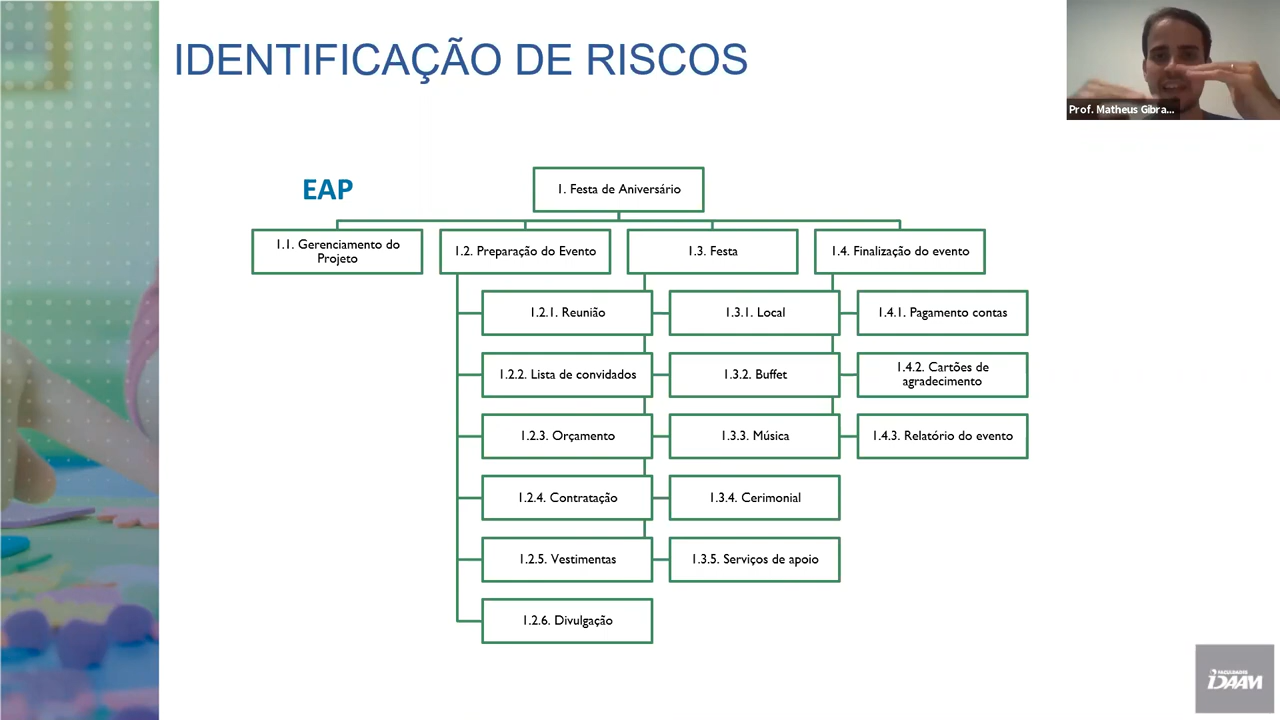 IDENTIFICAÇÃO DE RISCOS
Prof. Matheus Gibra...
EAP
1. Festa de Aniversário
1.1. Gerenciamento do
Projeto
1.2. Preparação do Evento
1.3. Festa
1.4. Finalização do evento
1.2.1. Reunião
1.3.1. Local
1.4.1. Pagamento contas
1.2.2. Lista de convidados
1.3.2. Buffet
1.4.2. Cartões de
agradecimento
1.2.3. Orçamento
1.3.3. Música
1.4.3. Relatório do evento
1.2.4. Contratação
1.3.4. Cerimonial
1.2.5. Vestimentas
1.3.5. Serviços de apoio
1.2.6. Divulgação
FACULDADES
IDAAM